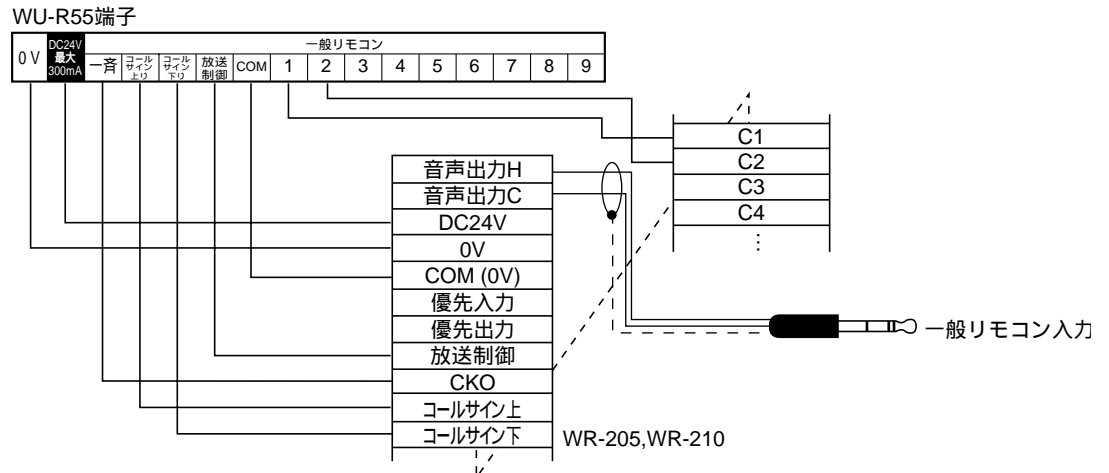 WU-R55端子
0 V
DC24V
最大
300mA
一般リモコン
一斉
コール
サイン
上り
コール
サイン
下り
放送
制御
COM
1 2 3 4 5 6 7 8 9
C1
C2
C3
C4
⋮
音声出力H
音声出力C
DC24V
0V
COM (0V)
優先入力
優先出力
放送制御
CKO
コールサイン上
コールサイン下
一般リモコン入力
WR-205,WR-210